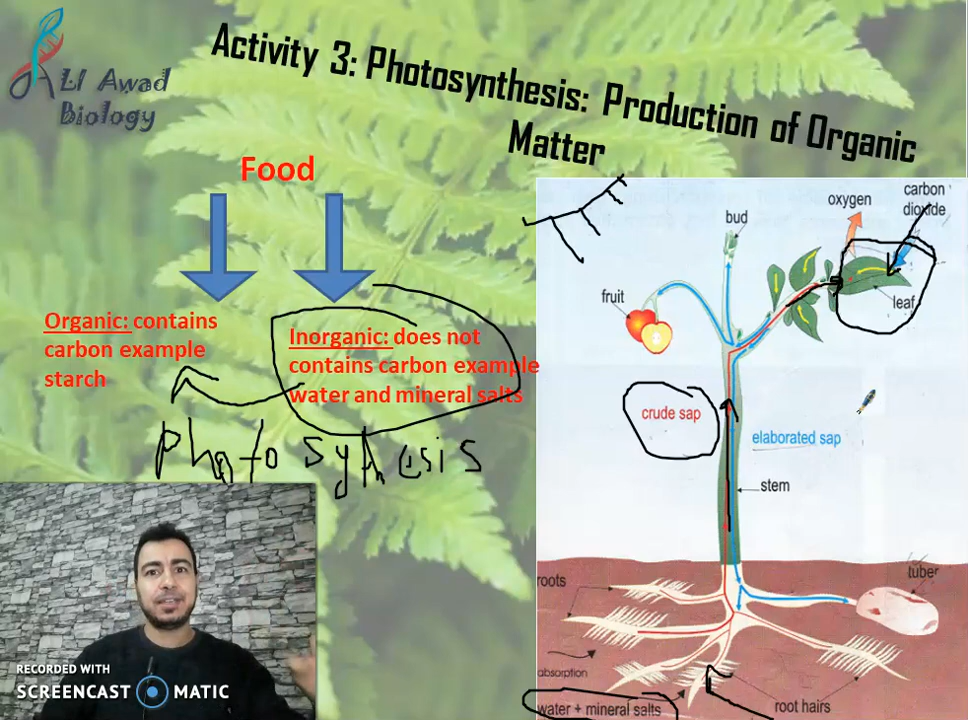 ALI Awad
Biology
Activity 3: Photosynthesis: Production of Organic
Matter
Food
Organic: contains
carbon example
starch
Inorganic: does not
contains carbon example
water and mineral salts
Photo sythesis
oxygen
carbon
dioxide
bud
fruit
leaf
crude sap
elaborated sap
stem
roots
tuber
absorption
water + mineral salts
root hairs
RECORDED WITH
SCREENCAST MATIC